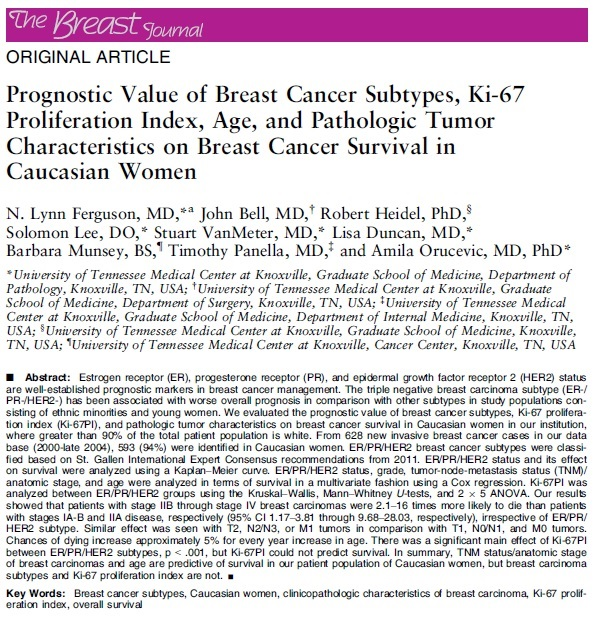 The Breast Journal
ORIGINAL ARTICLE
Prognostic Value of Breast Cancer Subtypes, Ki-67
Proliferation Index, Age, and Pathologic Tumor
Characteristics on Breast Cancer Survival in
Caucasian Women
N. Lynn Ferguson, MD,*ª John Bell, MD,† Robert Heidel, PhD,§
Solomon Lee, DO,* Stuart VanMeter, MD,* Lisa Duncan, MD,*
Barbara Munsey, BS,¶ Timothy Panella, MD,‡ and Amila Orucevic, MD, PhD*
*University of Tennessee Medical Center at Knoxville, Graduate School of Medicine, Department of
Pathology, Knoxville, TN, USA; †University of Tennessee Medical Center at Knoxville, Graduate
School of Medicine, Department of Surgery, Knoxville, TN, USA; ‡University of Tennessee Medical
Center at Knoxville, Graduate School of Medicine, Department of Internal Medicine, Knoxville, TN,
USA; §University of Tennessee Medical Center at Knoxville, Graduate School of Medicine, Knoxville,
TN, USA; ¶University of Tennessee Medical Center at Knoxville, Cancer Center, Knoxville, TN, USA
■ Abstract: Estrogen receptor (ER), progesterone receptor (PR), and epidermal growth factor receptor 2 (HER2) status
are well-established prognostic markers in breast cancer management. The triple negative breast carcinoma subtype (ER-/
PR-/HER2-) has been associated with worse overall prognosis in comparison with other subtypes in study populations con-
sisting of ethnic minorities and young women. We evaluated the prognostic value of breast cancer subtypes, Ki-67 prolifera-
tion index (Ki-67PI), and pathologic tumor characteristics on breast cancer survival in Caucasian women in our institution,
where greater than 90% of the total patient population is white. From 628 new invasive breast cancer cases in our data
base (2000-late 2004), 593 (94%) were identified in Caucasian women. ER/PR/HER2 breast cancer subtypes were classi-
fied based on St. Gallen International Expert Consensus recommendations from 2011. ER/PR/HER2 status and its effect
on survival were analyzed using a Kaplan–Meier curve. ER/PR/HER2 status, grade, tumor-node-metastasis status (TNM)/
anatomic stage, and age were analyzed in terms of survival in a multivariate fashion using a Cox regression. Ki-67PI was
analyzed between ER/PR/HER2 groups using the Kruskal–Wallis, Mann–Whitney U-tests, and 2 × 5 ANOVA. Our results
showed that patients with stage IIB through stage IV breast carcinomas were 2.1–16 times more likely to die than patients
with stages IA-B and IIA disease, respectively (95% CI 1.17–3.81 through 9.68–28.03, respectively), irrespective of ER/PR/
HER2 subtype. Similar effect was seen with T2, N2/N3, or M1 tumors in comparison with T1, N0/N1, and M0 tumors.
Chances of dying increase approximately 5% for every year increase in age. There was a significant main effect of Ki-67PI
between ER/PR/HER2 subtypes, p < .001, but Ki-67PI could not predict survival. In summary, TNM status/anatomic stage
of breast carcinomas and age are predictive of survival in our patient population of Caucasian women, but breast carcinoma
subtypes and Ki-67 proliferation index are not. ■
Key Words: Breast cancer subtypes, Caucasian women, clinicopathologic characteristics of breast carcinoma, Ki-67 prolif-
eration index, overall survival